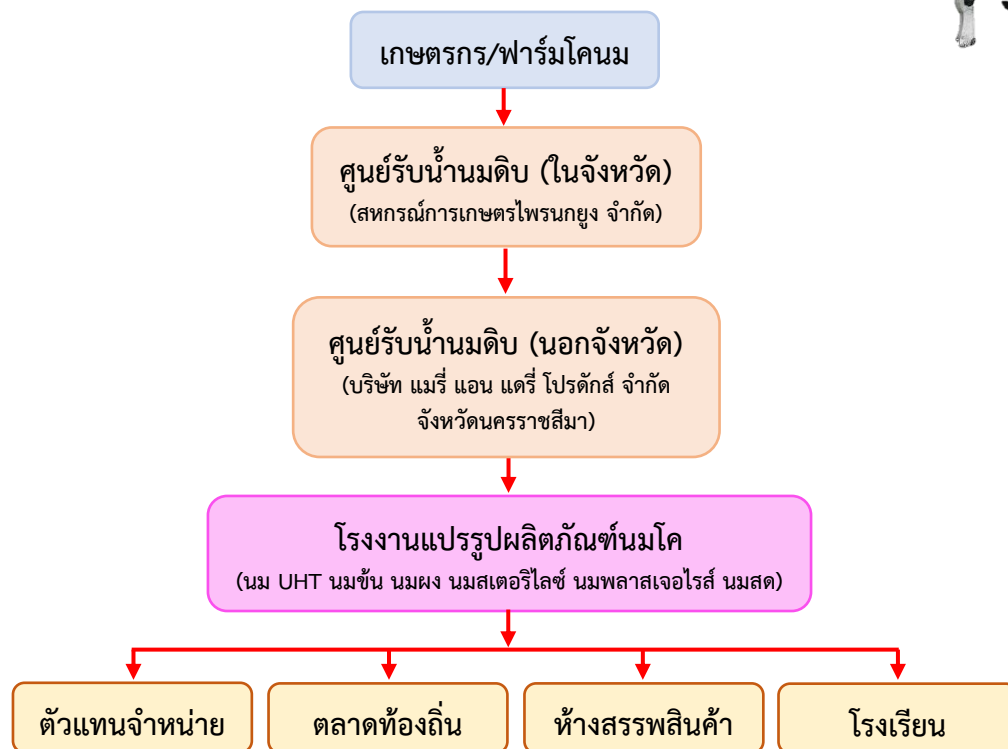 เกษตรกร/ฟาร์มโคนม
ศูนย์รับน้ำนมดิบ (ในจังหวัด)
(สหกรณ์การเกษตรไพรนกยูง จำกัด)
ศูนย์รับน้ำนมดิบ (นอกจังหวัด)
(บริษัท แมรี่ แอน แดรี่ โปรดักส์ จำกัด
จังหวัดนครราชสีมา)
โรงงานแปรรูปผลิตภัณฑ์นมโค
(นม UHT นมข้น นมผง นมสเตอริไลซ์ นมพลาสเจอไรส์ นมสด)
ตัวแทนจำหน่าย
ตลาดท้องถิ่น
ห้างสรรพสินค้า
โรงเรียน